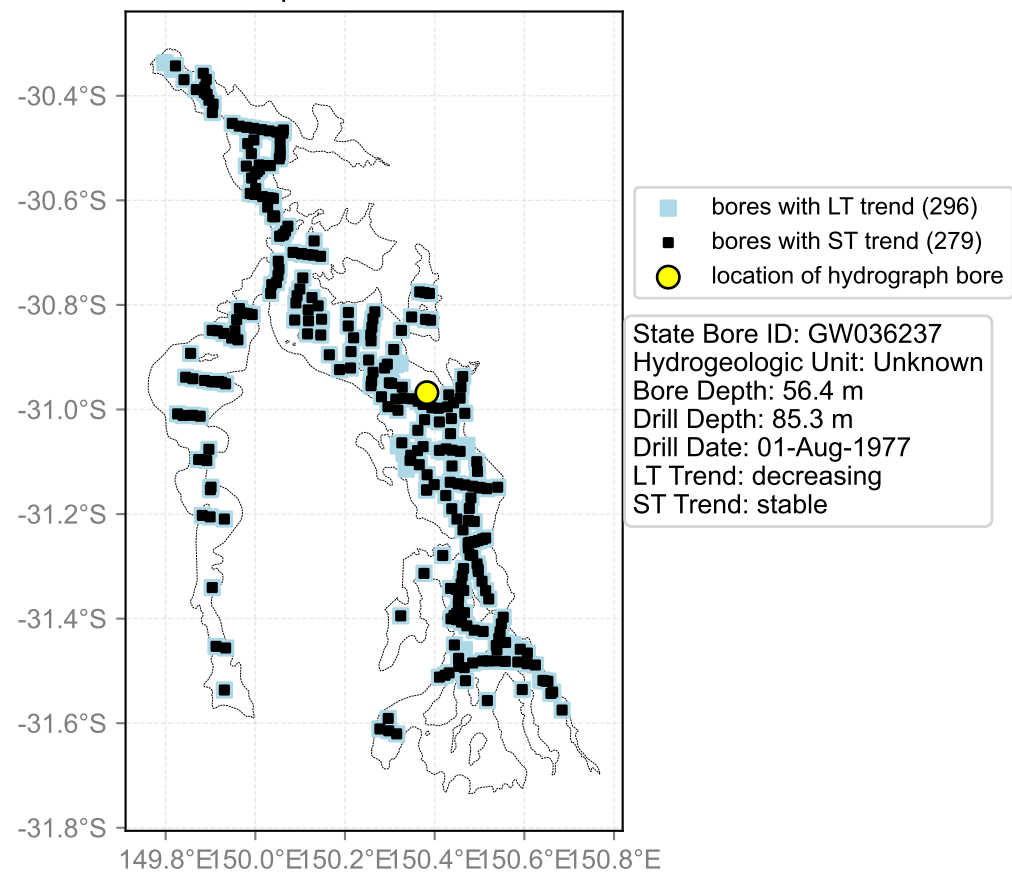 -30.4°S
-30.6°S
-30.8°S
-31.0°S
-31.2°S
-31.4°S
-31.6°S
-31.8°S
149.8°E150.0°E150.2°E150.4°E150.6°E150.8°E
bores with LT trend (296)
bores with ST trend (279)
location of hydrograph bore
State Bore ID: GW036237
Hydrogeologic Unit: Unknown
Bore Depth: 56.4 m
Drill Depth: 85.3 m
Drill Date: 01-Aug-1977
LT Trend: decreasing
ST Trend: stable